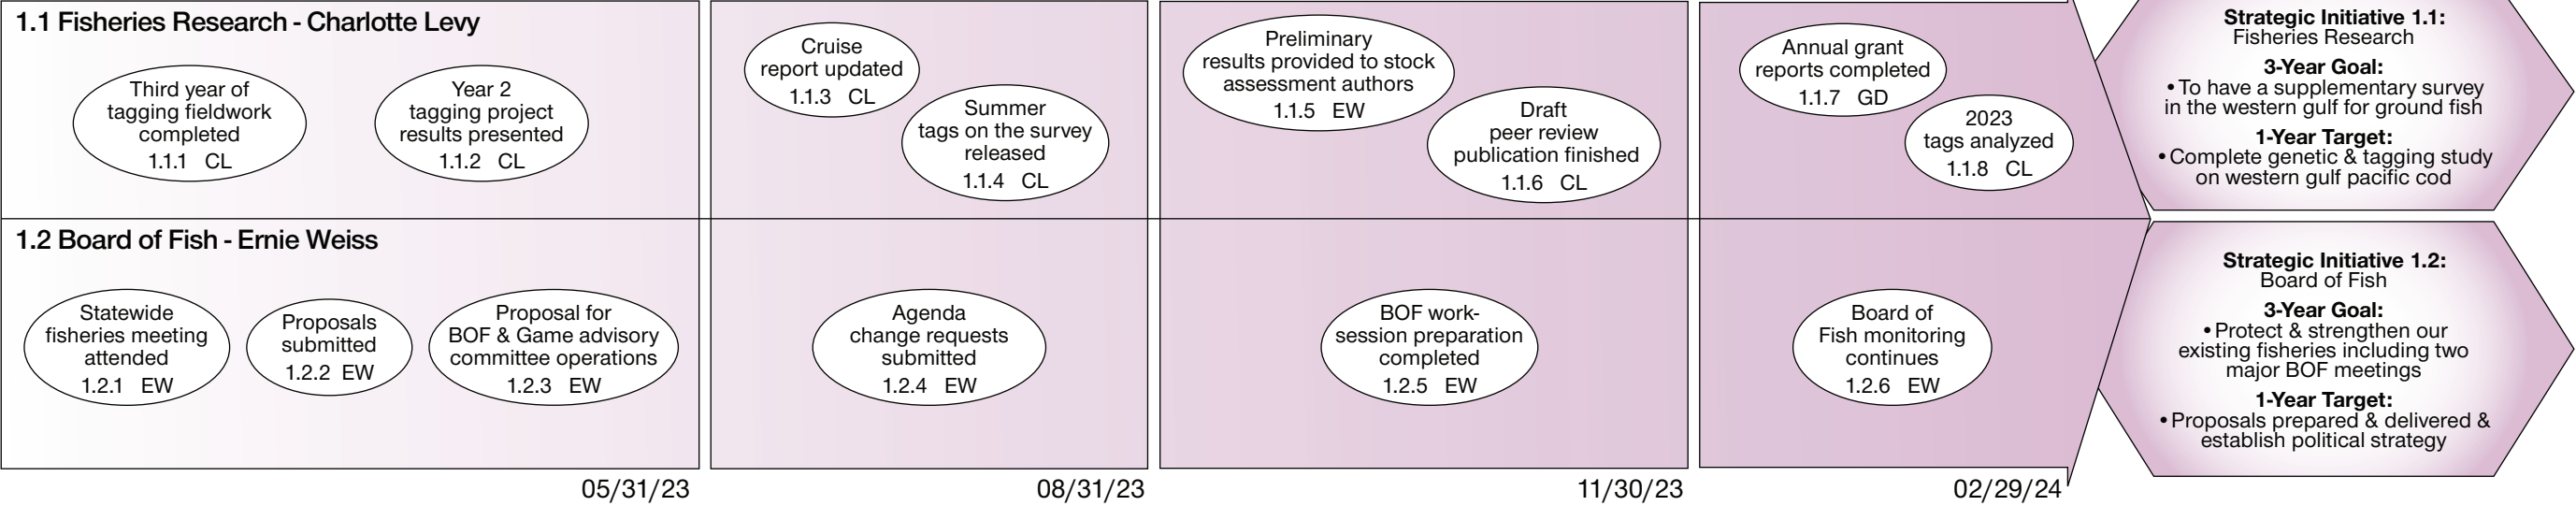 1.1 Fisheries Research - Charlotte Levy
Third year of
tagging fieldwork
completed
1.1.1 CL
Year 2
tagging project
results presented
1.1.2 CL
Cruise
report updated
1.1.3 CL
Summer
tags on the survey
released
1.1.4 CL
Preliminary
results provided to stock
assessment authors
1.1.5 EW
Draft
peer review
publication finished
1.1.6 CL
Annual grant
reports completed
1.1.7 GD
2023
tags analyzed
1.1.8 CL
Strategic Initiative 1.1:
Fisheries Research
3-Year Goal:
• To have a supplementary survey
in the western gulf for ground fish
1-Year Target:
• Complete genetic & tagging study
on western gulf pacific cod
1.2 Board of Fish - Ernie Weiss
Statewide
fisheries meeting
attended
1.2.1 EW
Proposals
submitted
1.2.2 EW
Proposal for
BOF & Game advisory
committee operations
1.2.3 EW
Agenda
change requests
submitted
1.2.4 EW
BOF work-
session preparation
completed
1.2.5 EW
Board of
Fish monitoring
continues
1.2.6 EW
Strategic Initiative 1.2:
Board of Fish
3-Year Goal:
• Protect & strengthen our
existing fisheries including two
major BOF meetings
1-Year Target:
• Proposals prepared & delivered &
establish political strategy
05/31/23
08/31/23
11/30/23
02/29/24